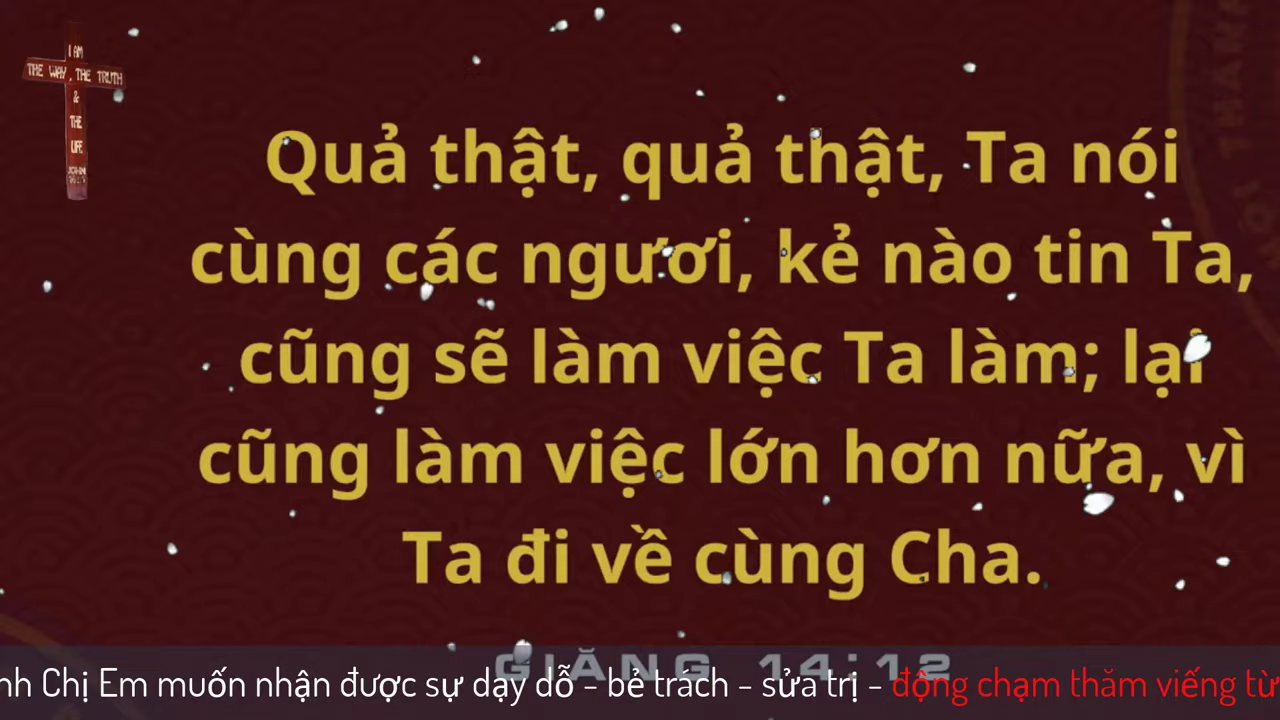 I AM
THE WAY, THE TRUTH
&
THE
LIFE
Quả thật, quả thật, Ta nói
cùng các ngươi, kẻ nào tin Ta,
cũng sẽ làm việc Ta làm; lại
cũng làm việc lớn hơn nữa, vì
Ta đi về cùng Cha.
GIĂNG 14:12
nh Chị Em muốn nhận được sự dạy dỗ - bẻ trách - sửa trị - động chạm thăm viếng từ